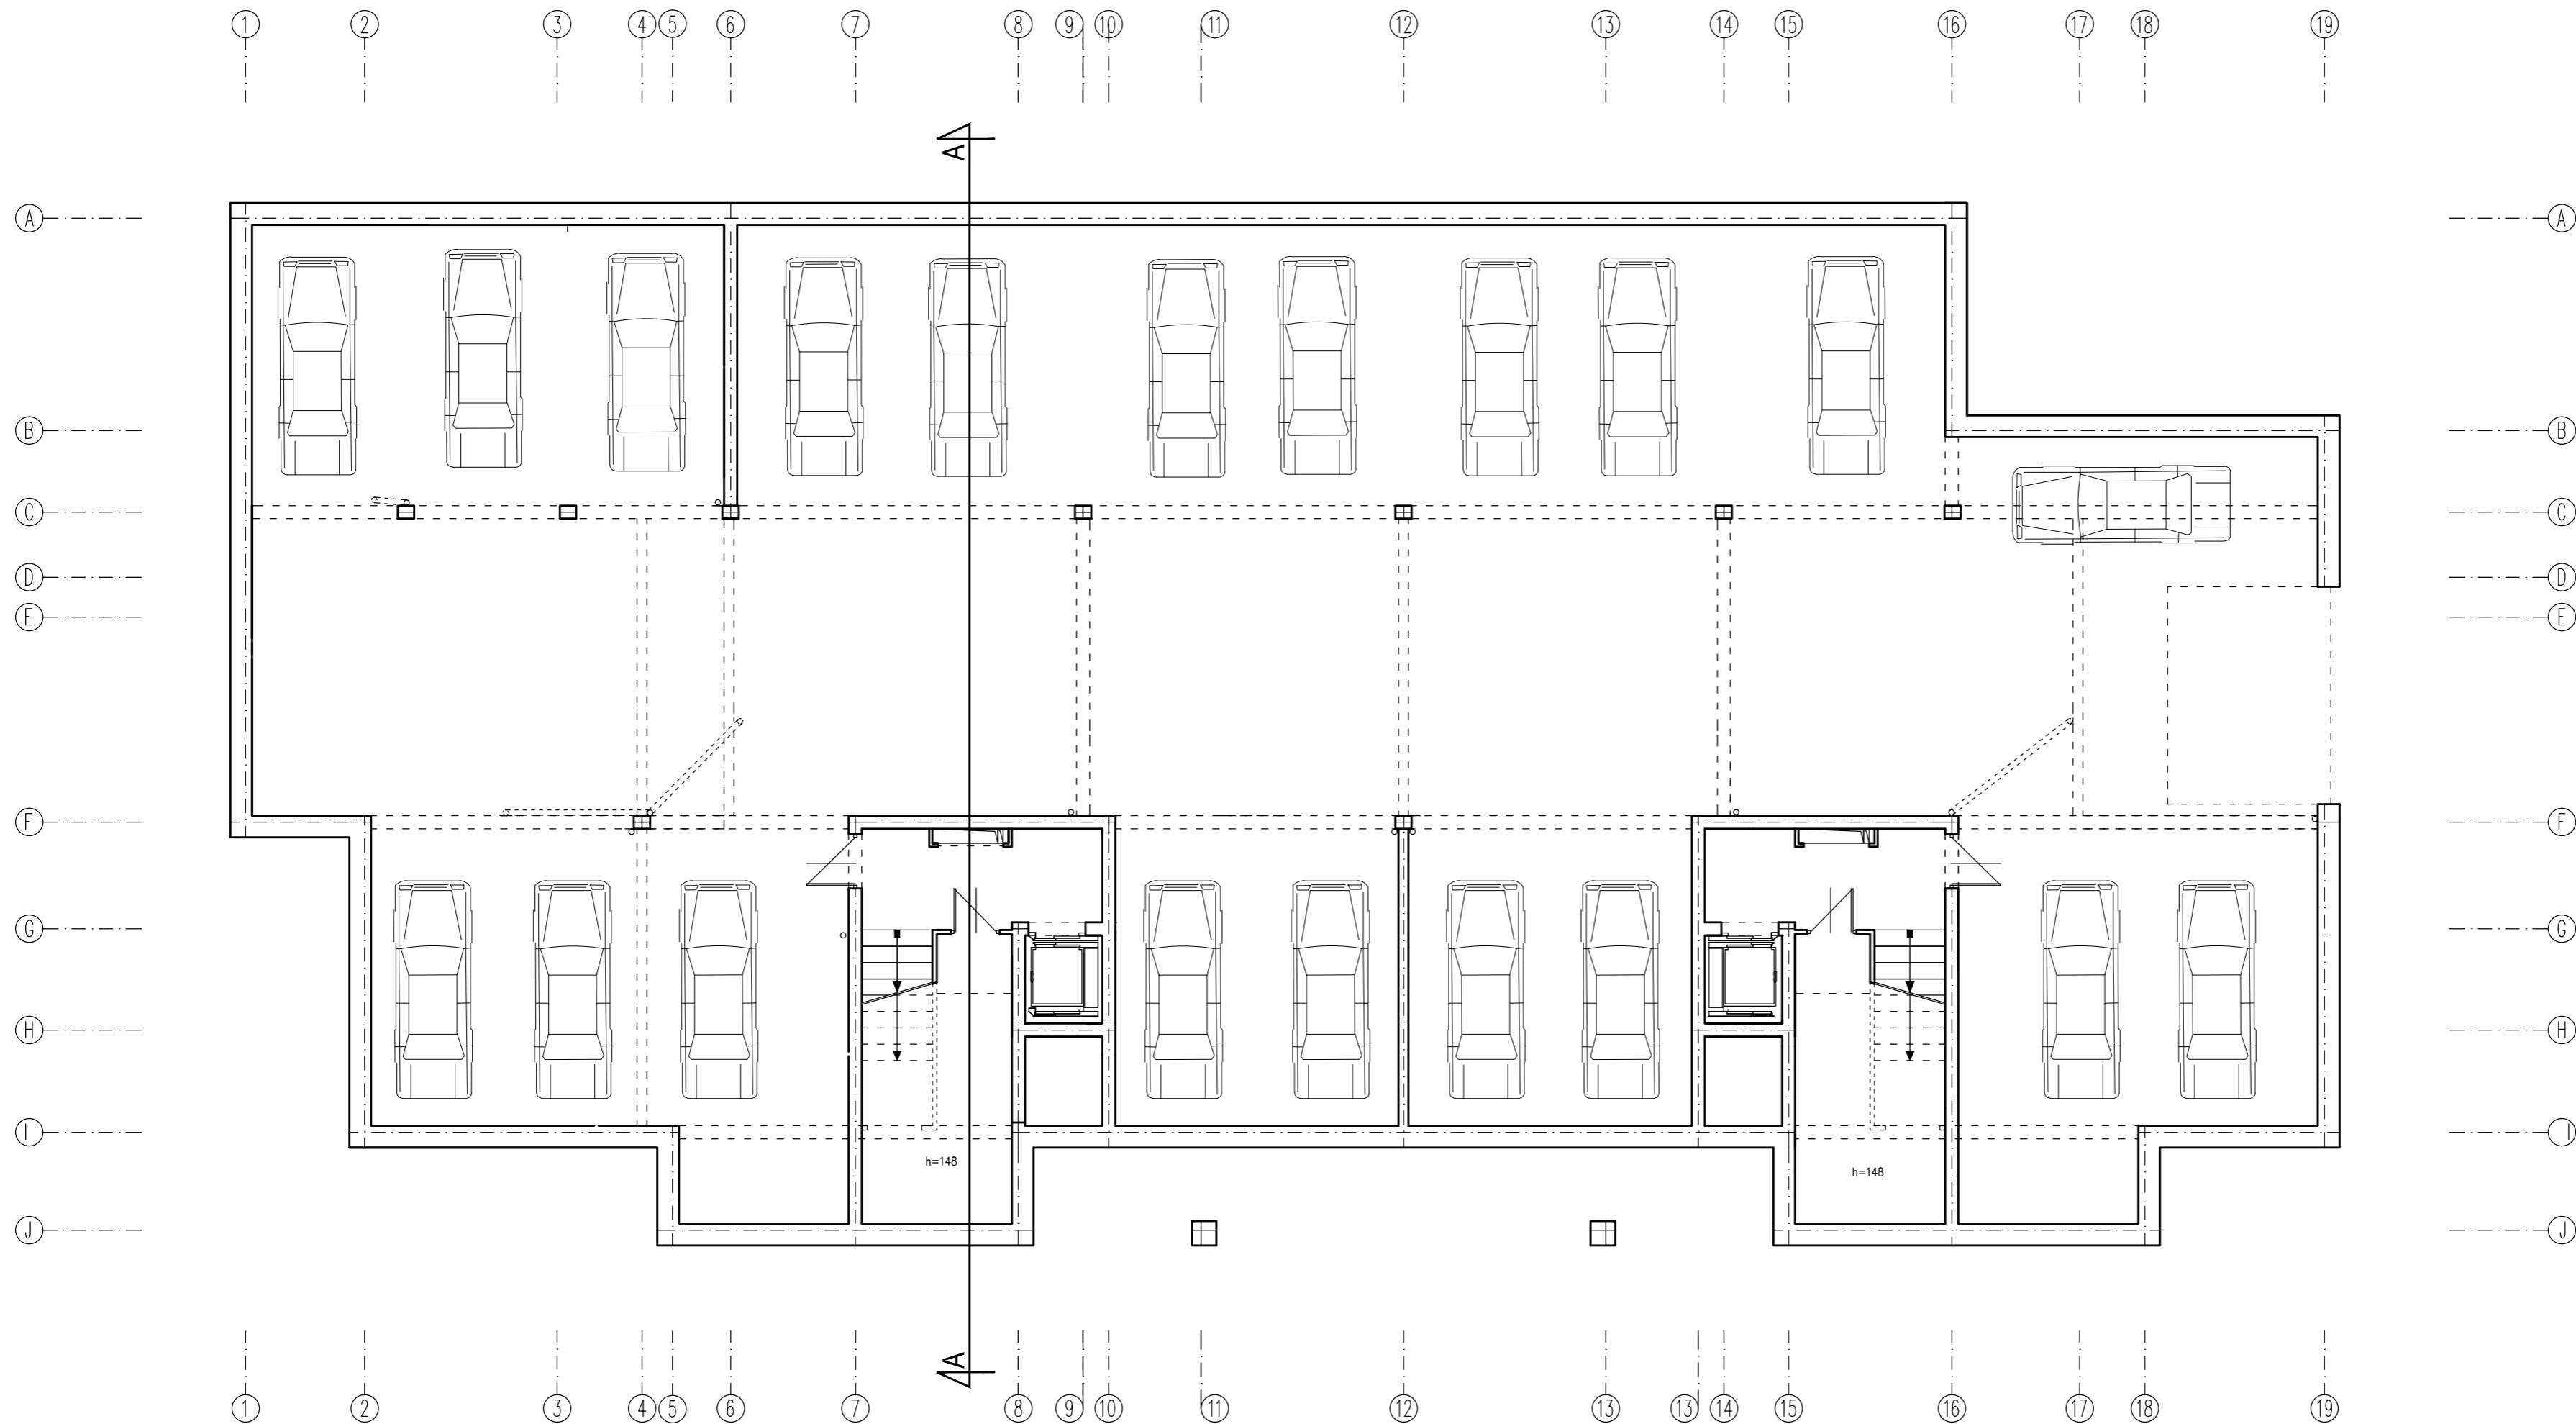 1 2 3 4 5 6 7 8 9 10 11 12 13 14 15 16 17 18 19
A
A A
B B
C C
D D
E E
F F
G G
H H
I I
h=148
h=148
J J
A
1 2 3 4 5 6 7 8 9 10 11 12 13 13 14 15 16 17 18 19